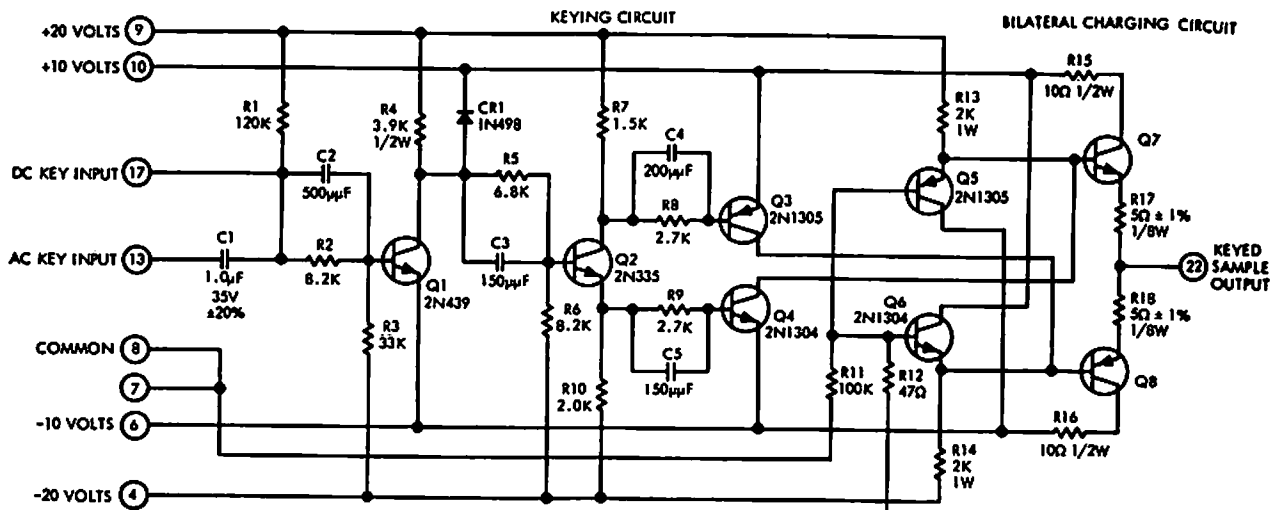 KEYING CIRCUIT
BILATERAL CHARGING CIRCUIT
+20 VOLTS 9
+10 VOLTS 10
R1
120K
R4
3.9K
1/2W
CR1
1N498
R7
1.5K
R13
2K
1W
R15
10Ω 1/2W
Q7
DC KEY INPUT 17
C2
500μμF
R5
6.8K
C4
200μμF
R8
2.7K
Q3
2N1305
Q5
2N1305
R17
5Ω ± 1%
1/8W
AC KEY INPUT 13
C1
1.0μF
35V
±20%
R2
8.2K
Q1
2N439
C3
150μμF
Q2
2N335
R9
2.7K
C5
150μμF
Q4
2N1304
Q6
2N1304
22 KEYED
SAMPLE
OUTPUT
R18
5Ω ± 1%
1/8W
Q8
R3
33K
R6
8.2K
R10
2.0K
R11
100K
R12
47Ω
COMMON 8
7
-10 VOLTS 6
R16
10Ω 1/2W
R14
2K
1W
-20 VOLTS 4